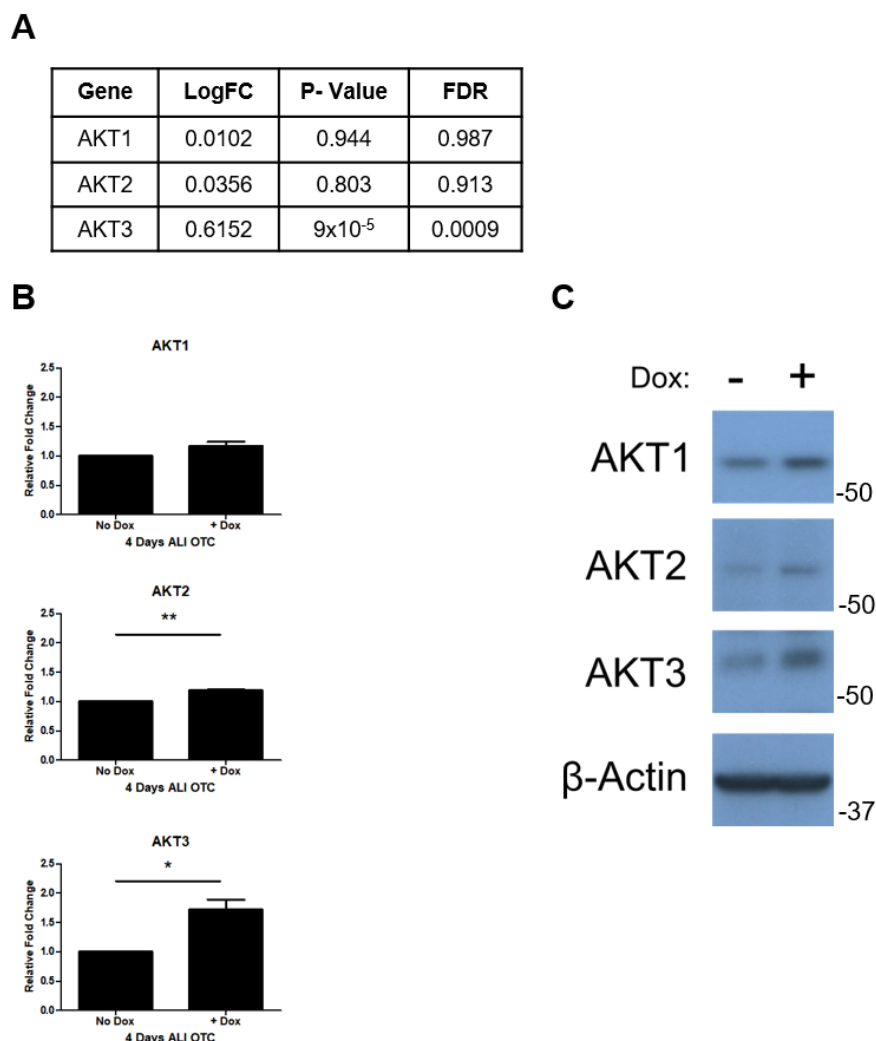 A
Gene LogFC P- Value FDR
AKT1 0.0102 0.944 0.987
AKT2 0.0356 0.803 0.913
AKT3 0.6152 9x10⁻⁵ 0.0009
B
AKT1
Relative Fold Change
2.5
2.0
1.5
1.0
0.5
0.0
No Dox + Dox
4 Days ALI OTC
AKT2
**
Relative Fold Change
2.5
2.0
1.5
1.0
0.5
0.0
No Dox + Dox
4 Days ALI OTC
AKT3
*
Relative Fold Change
2.5
2.0
1.5
1.0
0.5
0.0
No Dox + Dox
4 Days ALI OTC
C
Dox: - +
AKT1
-50
AKT2
-50
AKT3
-50
β-Actin
-37